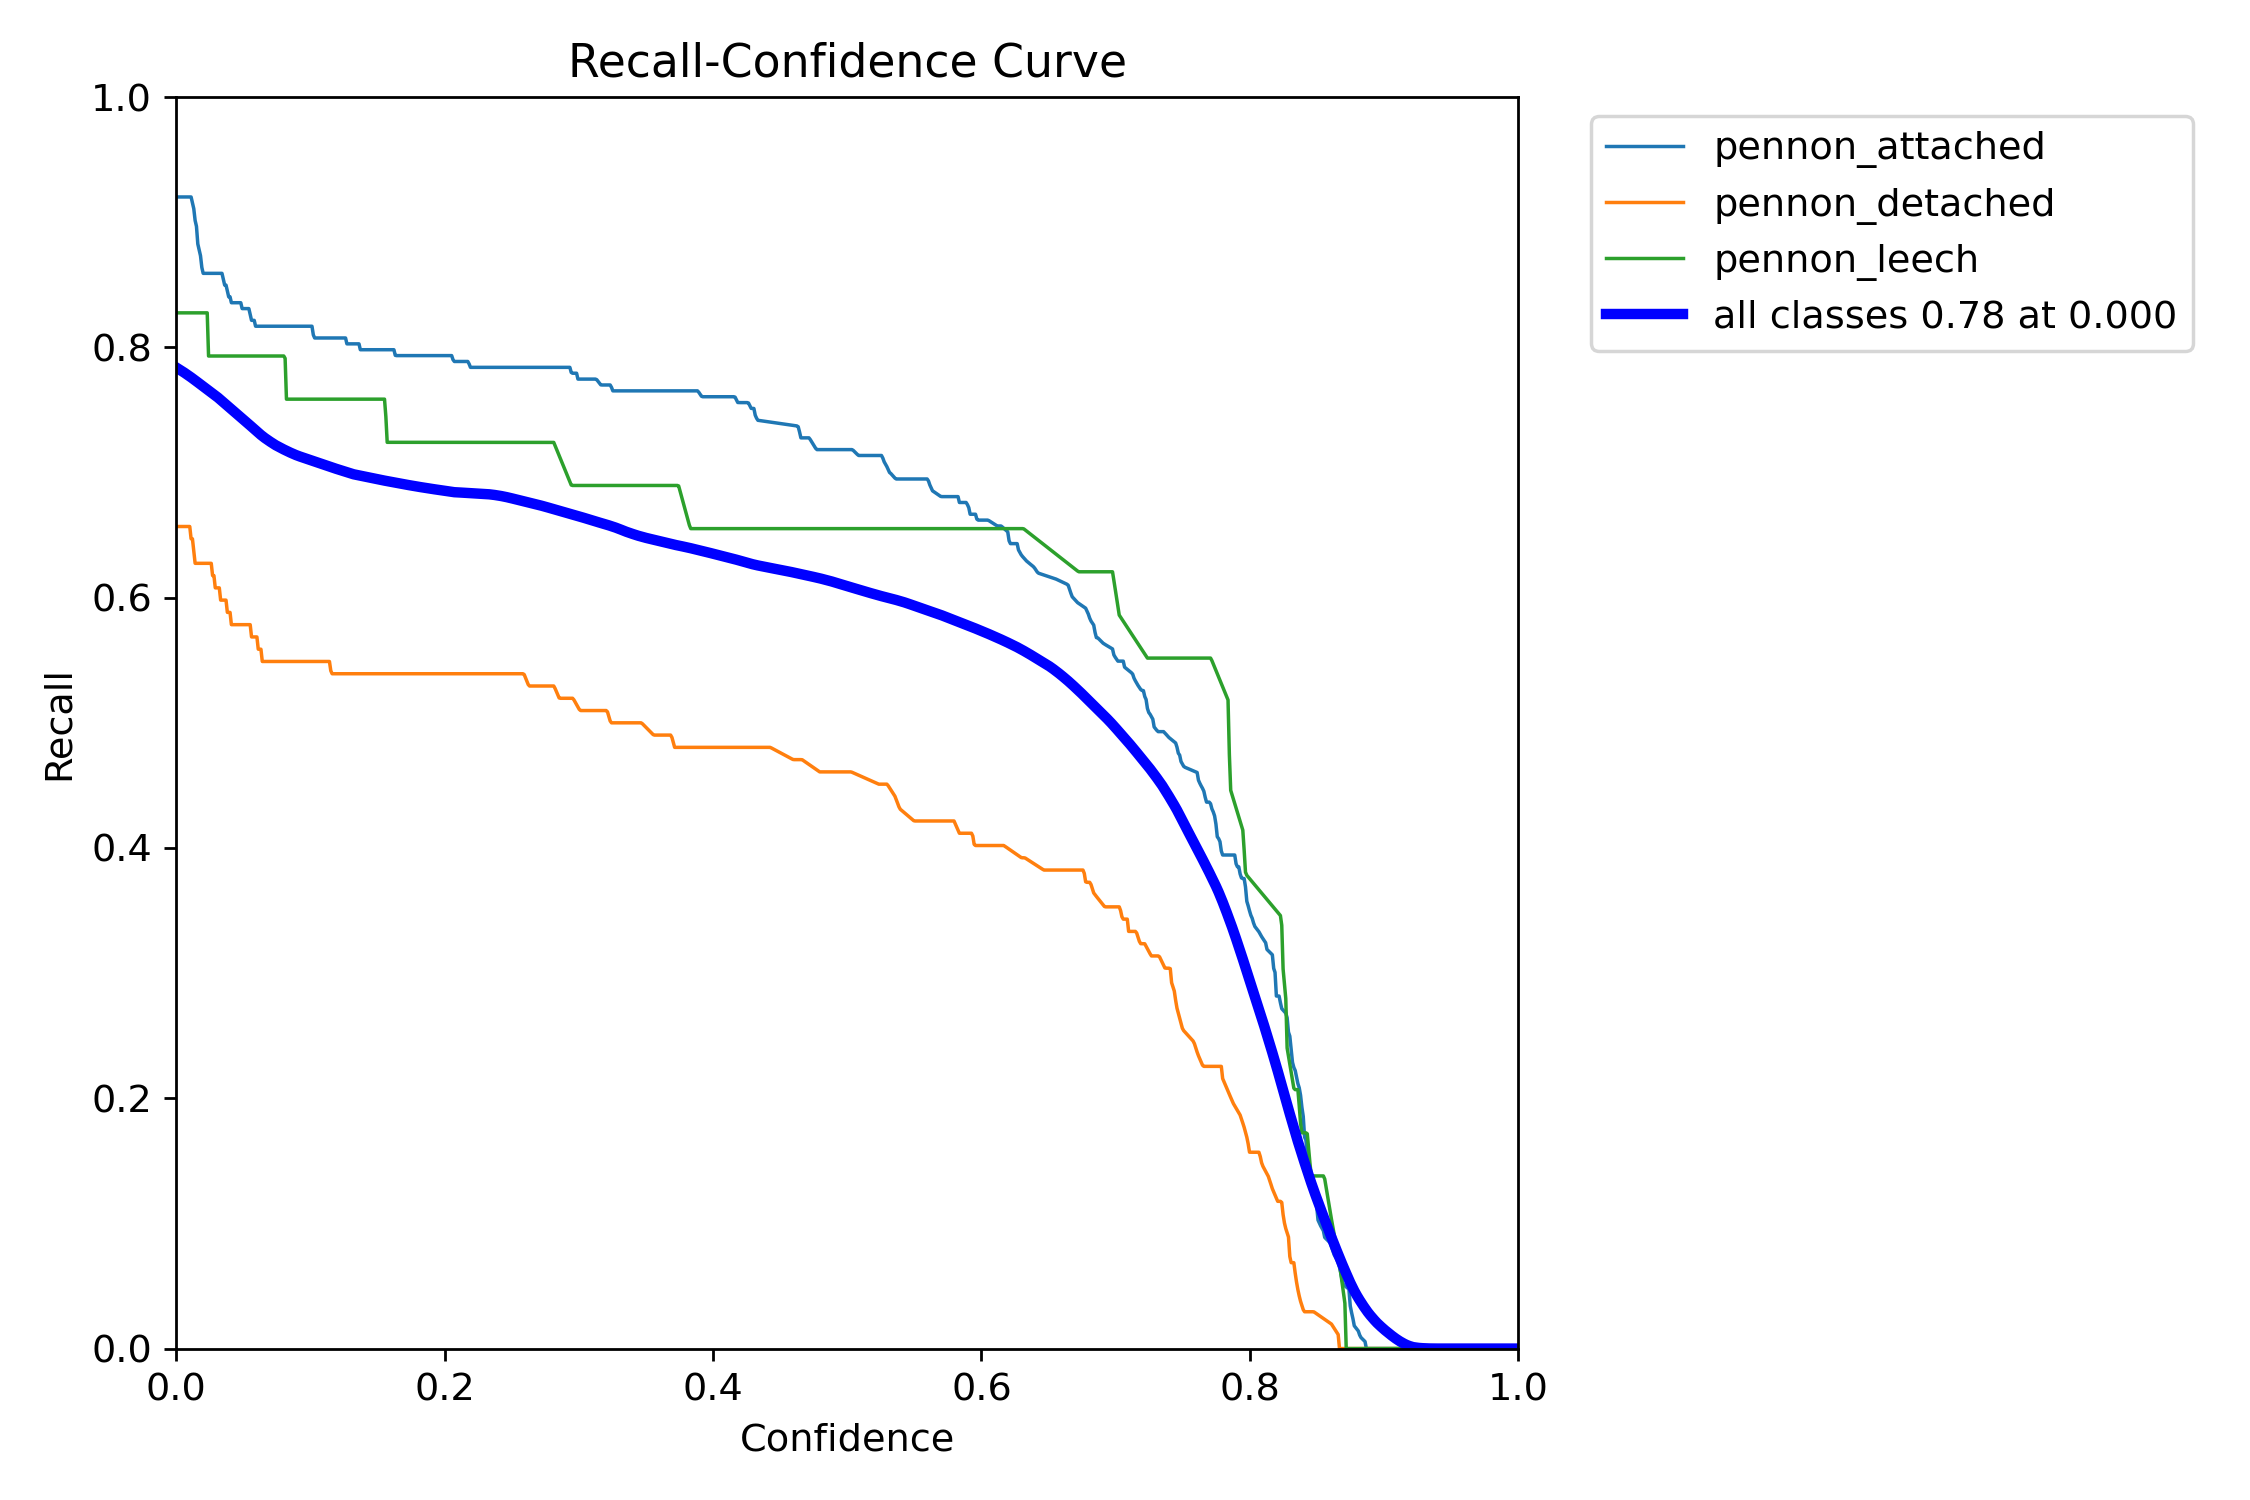 Recall-Confidence Curve
1.0
0.8
0.6
0.4
0.2
0.0
Recall
0.0 0.2 0.4 0.6 0.8 1.0
Confidence
pennon_attached
pennon_detached
pennon_leech
all classes 0.78 at 0.000